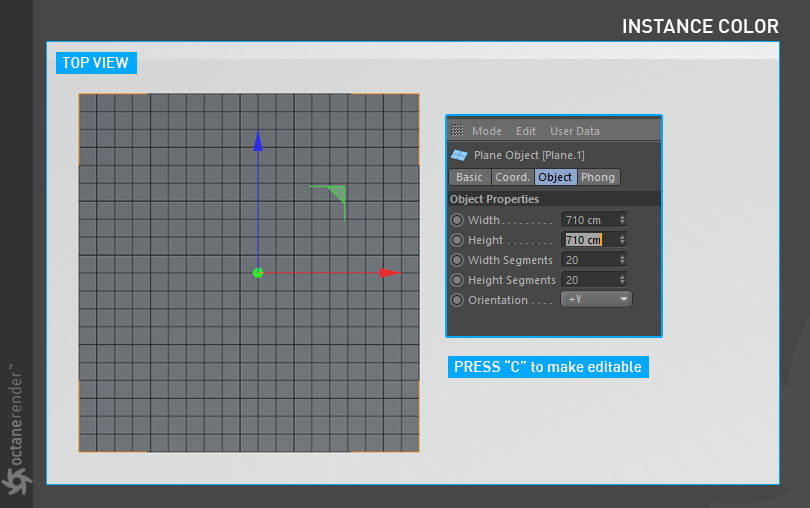 INSTANCE COLOR
TOP VIEW
Mode Edit User Data
Plane Object [Plane.1]
Basic Coord. Object Phong
Object Properties
Width . . . . . . . . . 710 cm
Height . . . . . . . . 710 cm
Width Segments 20
Height Segments 20
Orientation . . . . +Y
PRESS “C” to make editable
octanerender™